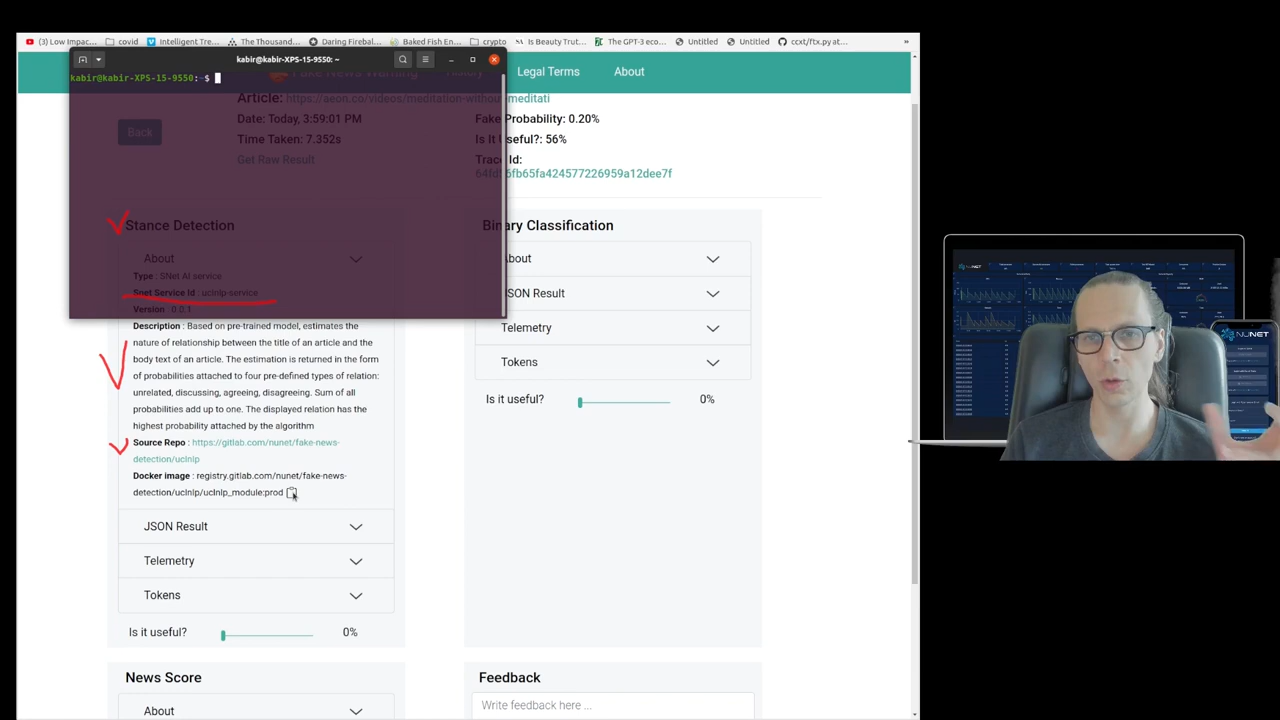 (3) Low Impac... covid Intelligent Tre... The Thousand... Daring Firebal... Baked Fish En... crypto Is Beauty Trut... The GPT-3 eco... Untitled Untitled ccxt/ftx.py at... »
kabir@kabir-XPS-15-9550: ~
Legal Terms About
kabir@kabir-XPS-15-9550:~$
Article: https://aeon.co/videos/meditation-without-meditati
Date: Today, 3:59:01 PM
Fake Probability: 0.20%
Back
Time Taken: 7.352s
Is It Useful?: 56%
Get Raw Result
Trace Id:
Stance Detection
Binary Classification
About
Type : SNet AI service
Snet Service Id : uclnlp-service
Version : 0.0.1
Description : Based on pre-trained model, estimates the
nature of relationship between the title of an article and the
body text of an article. The estimation is returned in the form
of probabilities attached to four pre-defined types of relation:
unrelated, discussing, agreeing, disagreeing. Sum of all
probabilities add up to one. The displayed relation has the
highest probability attached by the algorithm
Source Repo : https://gitlab.com/nunet/fake-news-
detection/uclnlp
Docker image : registry.gitlab.com/nunet/fake-news-
detection/uclnlp/uclnlp_module:prod
JSON Result
Telemetry
Tokens
Is it useful? 0%
About
JSON Result
Telemetry
Tokens
Is it useful? 0%
News Score
About
Feedback
Write feedback here ...
NUNET
NUNET